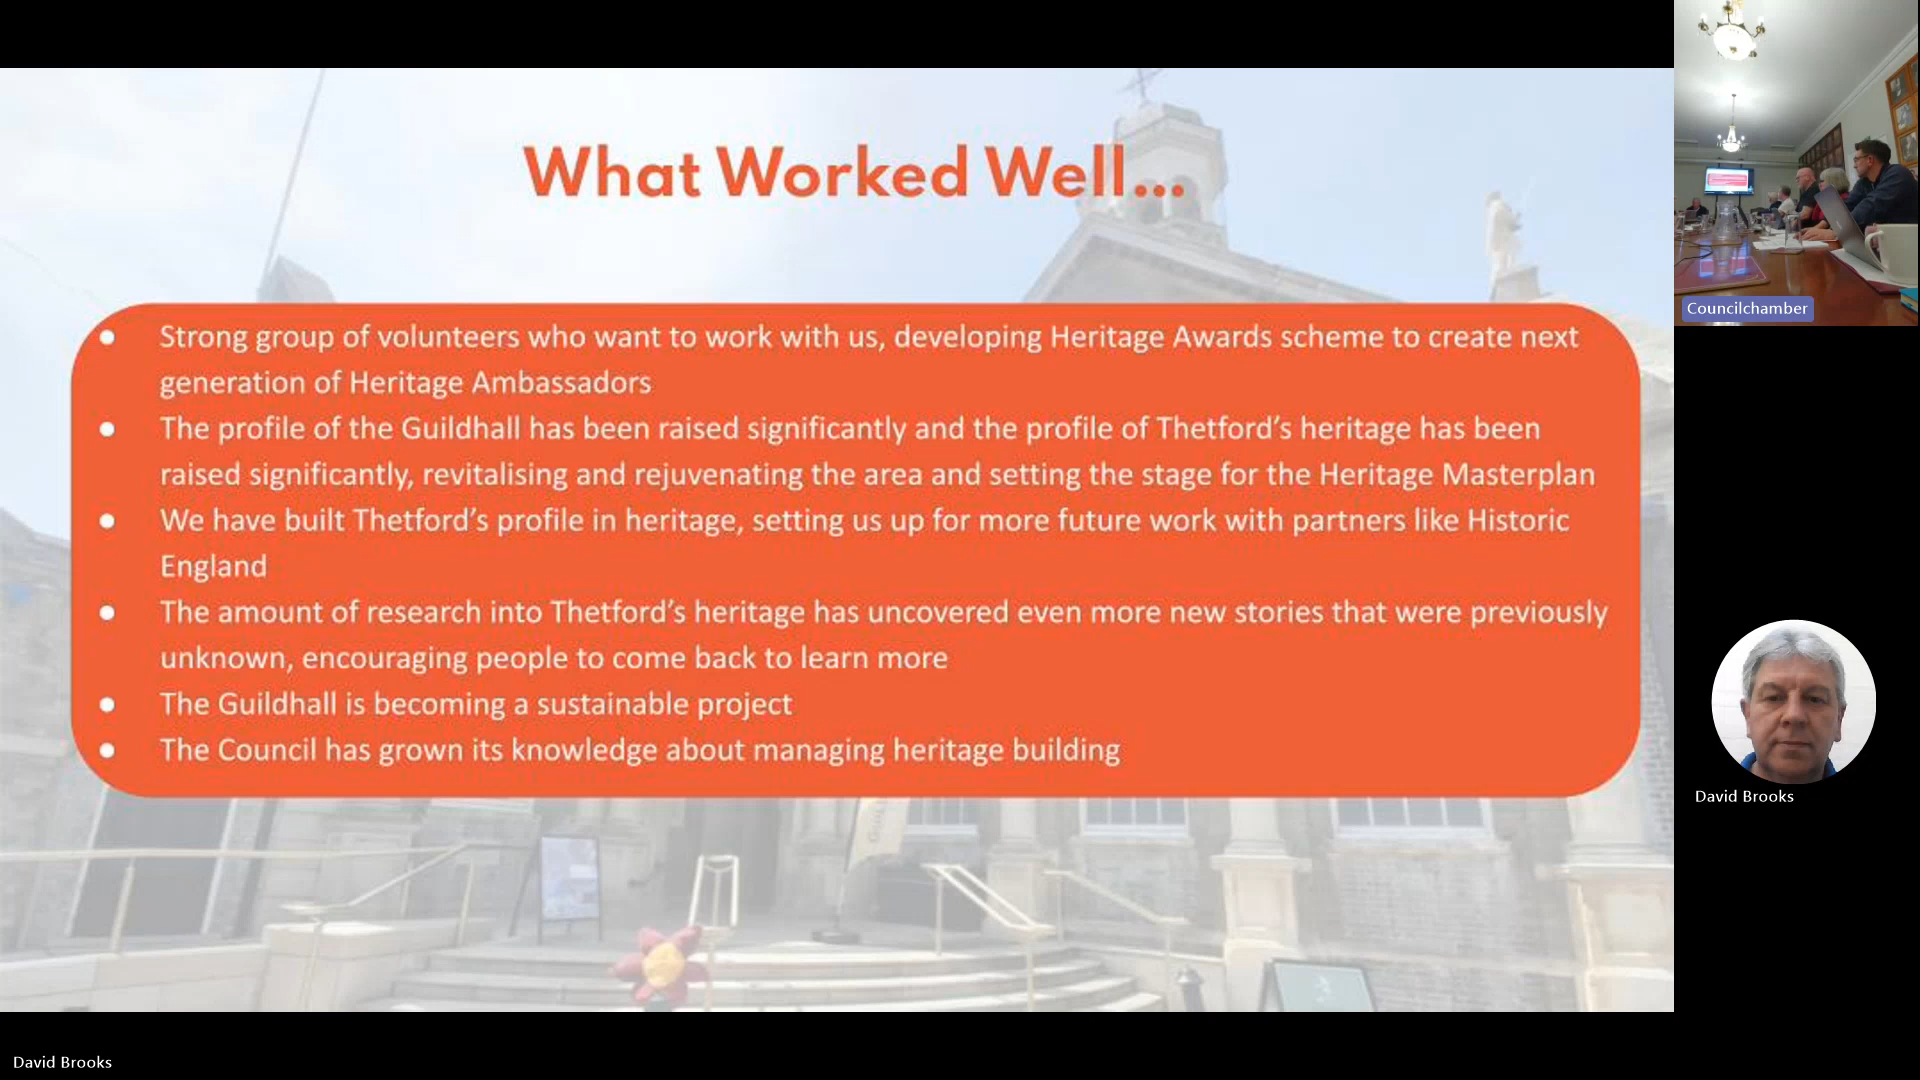 What Worked Well...
Strong group of volunteers who want to work with us, developing Heritage Awards scheme to create next
generation of Heritage Ambassadors
The profile of the Guildhall has been raised significantly and the profile of Thetford’s heritage has been
raised significantly, revitalising and rejuvenating the area and setting the stage for the Heritage Masterplan
We have built Thetford’s profile in heritage, setting us up for more future work with partners like Historic
England
The amount of research into Thetford’s heritage has uncovered even more new stories that were previously
unknown, encouraging people to come back to learn more
The Guildhall is becoming a sustainable project
The Council has grown its knowledge about managing heritage building
Councilchamber
David Brooks
David Brooks